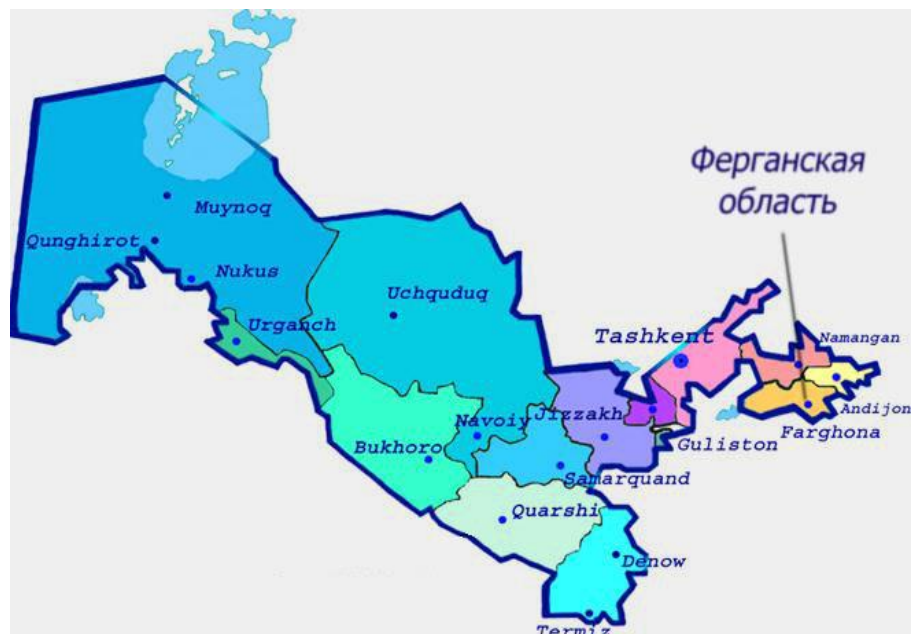 Ферганская
область
Muynoq
Qunghirot
Nukus
Uchquduq
Urganch
Tashkent
Namangan
Andijon
Farghona
Guliston
Jizzakh
Navoiy
Bukhoro
Samarquand
Quarshi
Denow
Termiz